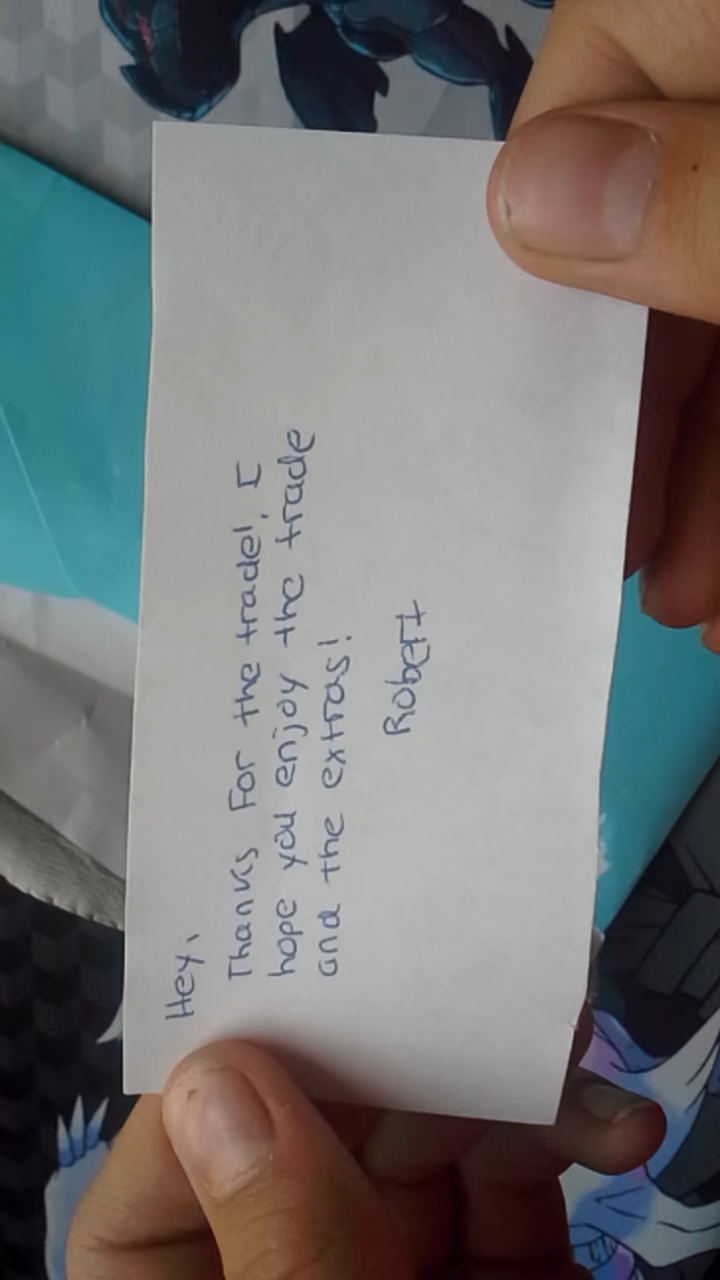 Hey,
Thanks For the trade!, I
hope you enjoy the trade
and the extras!
Robert